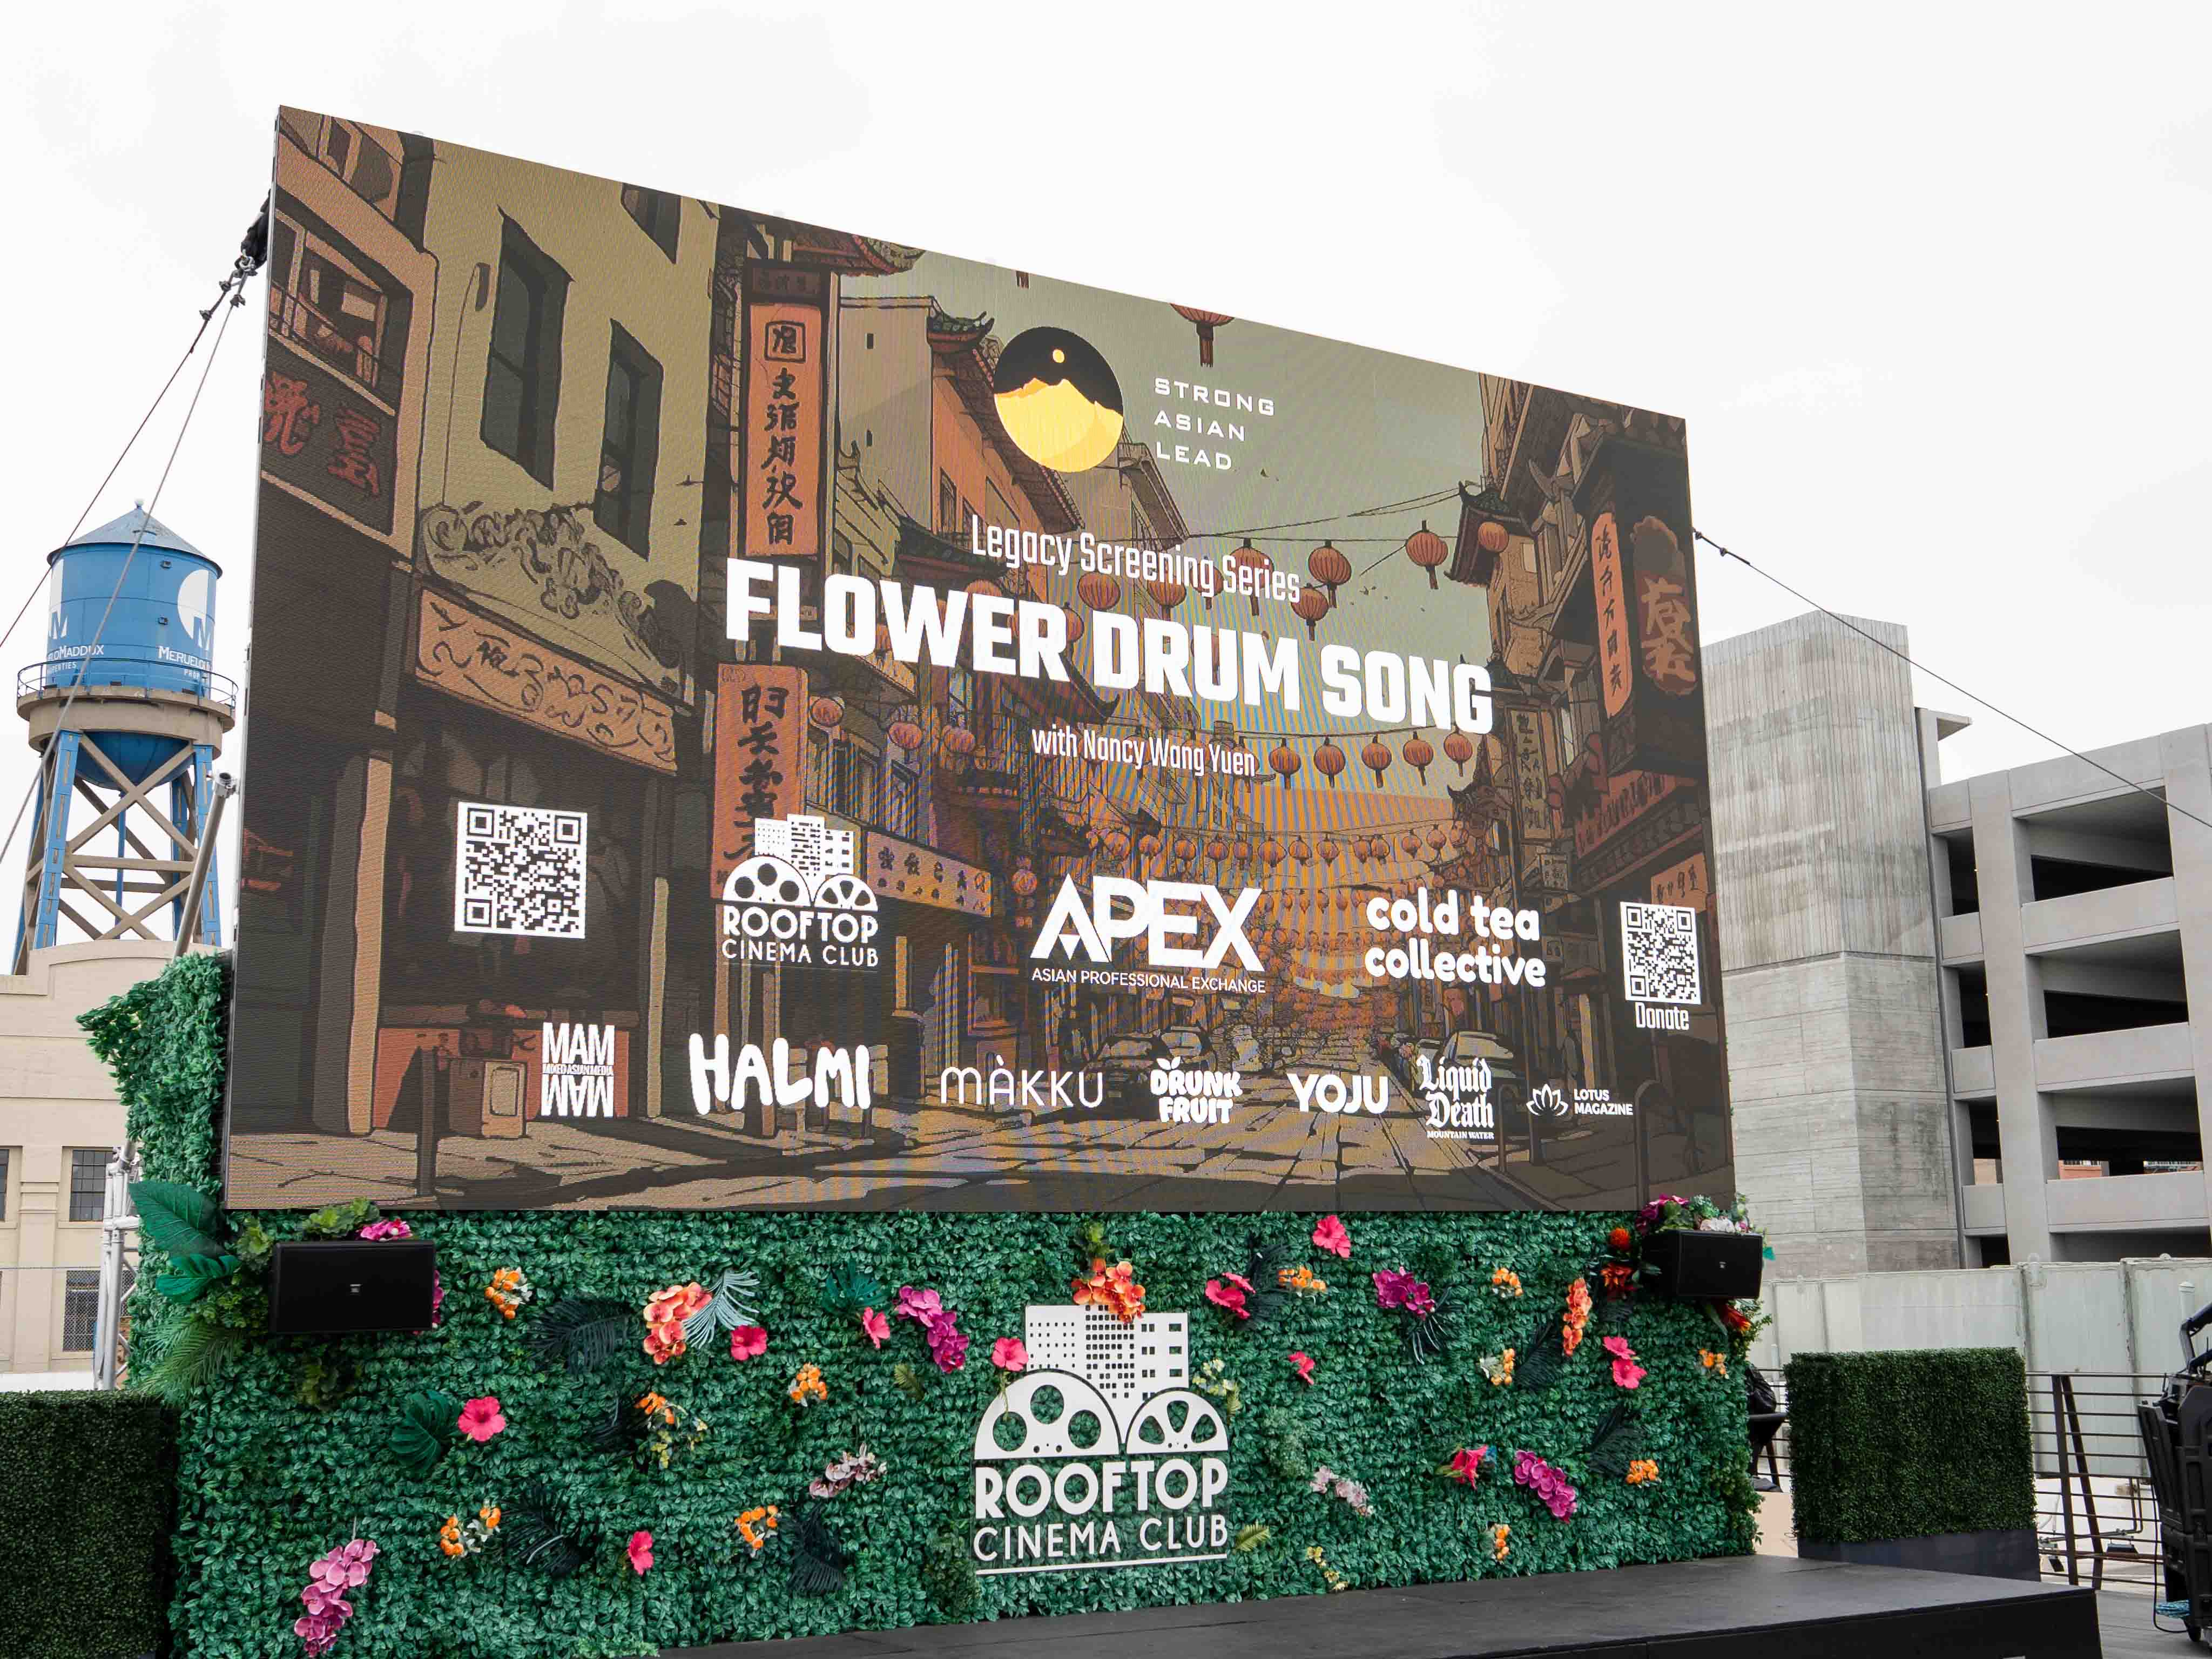 STRONG
ASIAN
LEAD
Legacy Screening Series
FLOWER DRUM SONG
with Nancy Wang Yuen
ROOFTOP
CINEMA CLUB
APEX
ASIAN PROFESSIONAL EXCHANGE
cold tea
collective
Donate
MAM
MIXED ASIAN MEDIA
MAM
HALMI
MÀKKU
DRUNK
FRUIT
YOJU
Liquid
Death
MOUNTAIN WATER
LOTUS
MAGAZINE
ROOFTOP
CINEMA CLUB